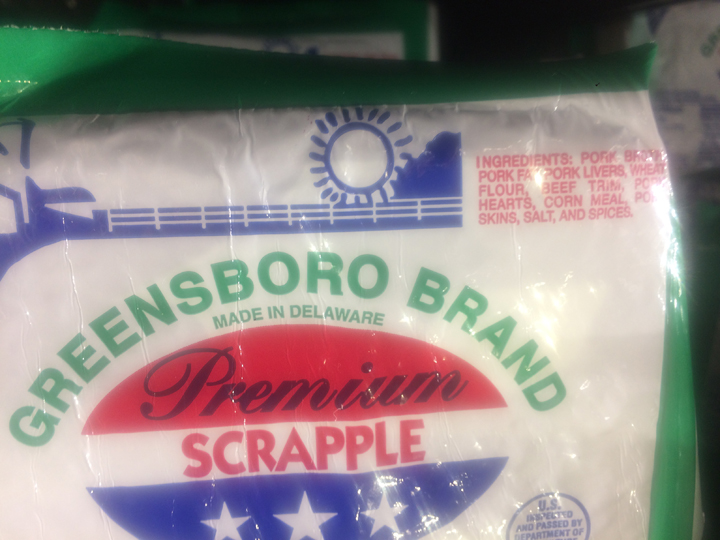 INGREDIENTS: PORK
PORK FAT, PORK LIVERS, WHEAT
FLOUR, BEEF TRIM,
HEARTS, CORN MEAL,
SKINS, SALT, AND SPICES.
GREENSBORO BRAND
MADE IN DELAWARE
Premium
SCRAPPLE
U.S.
INSPECTED
AND PASSED BY
DEPARTMENT OF